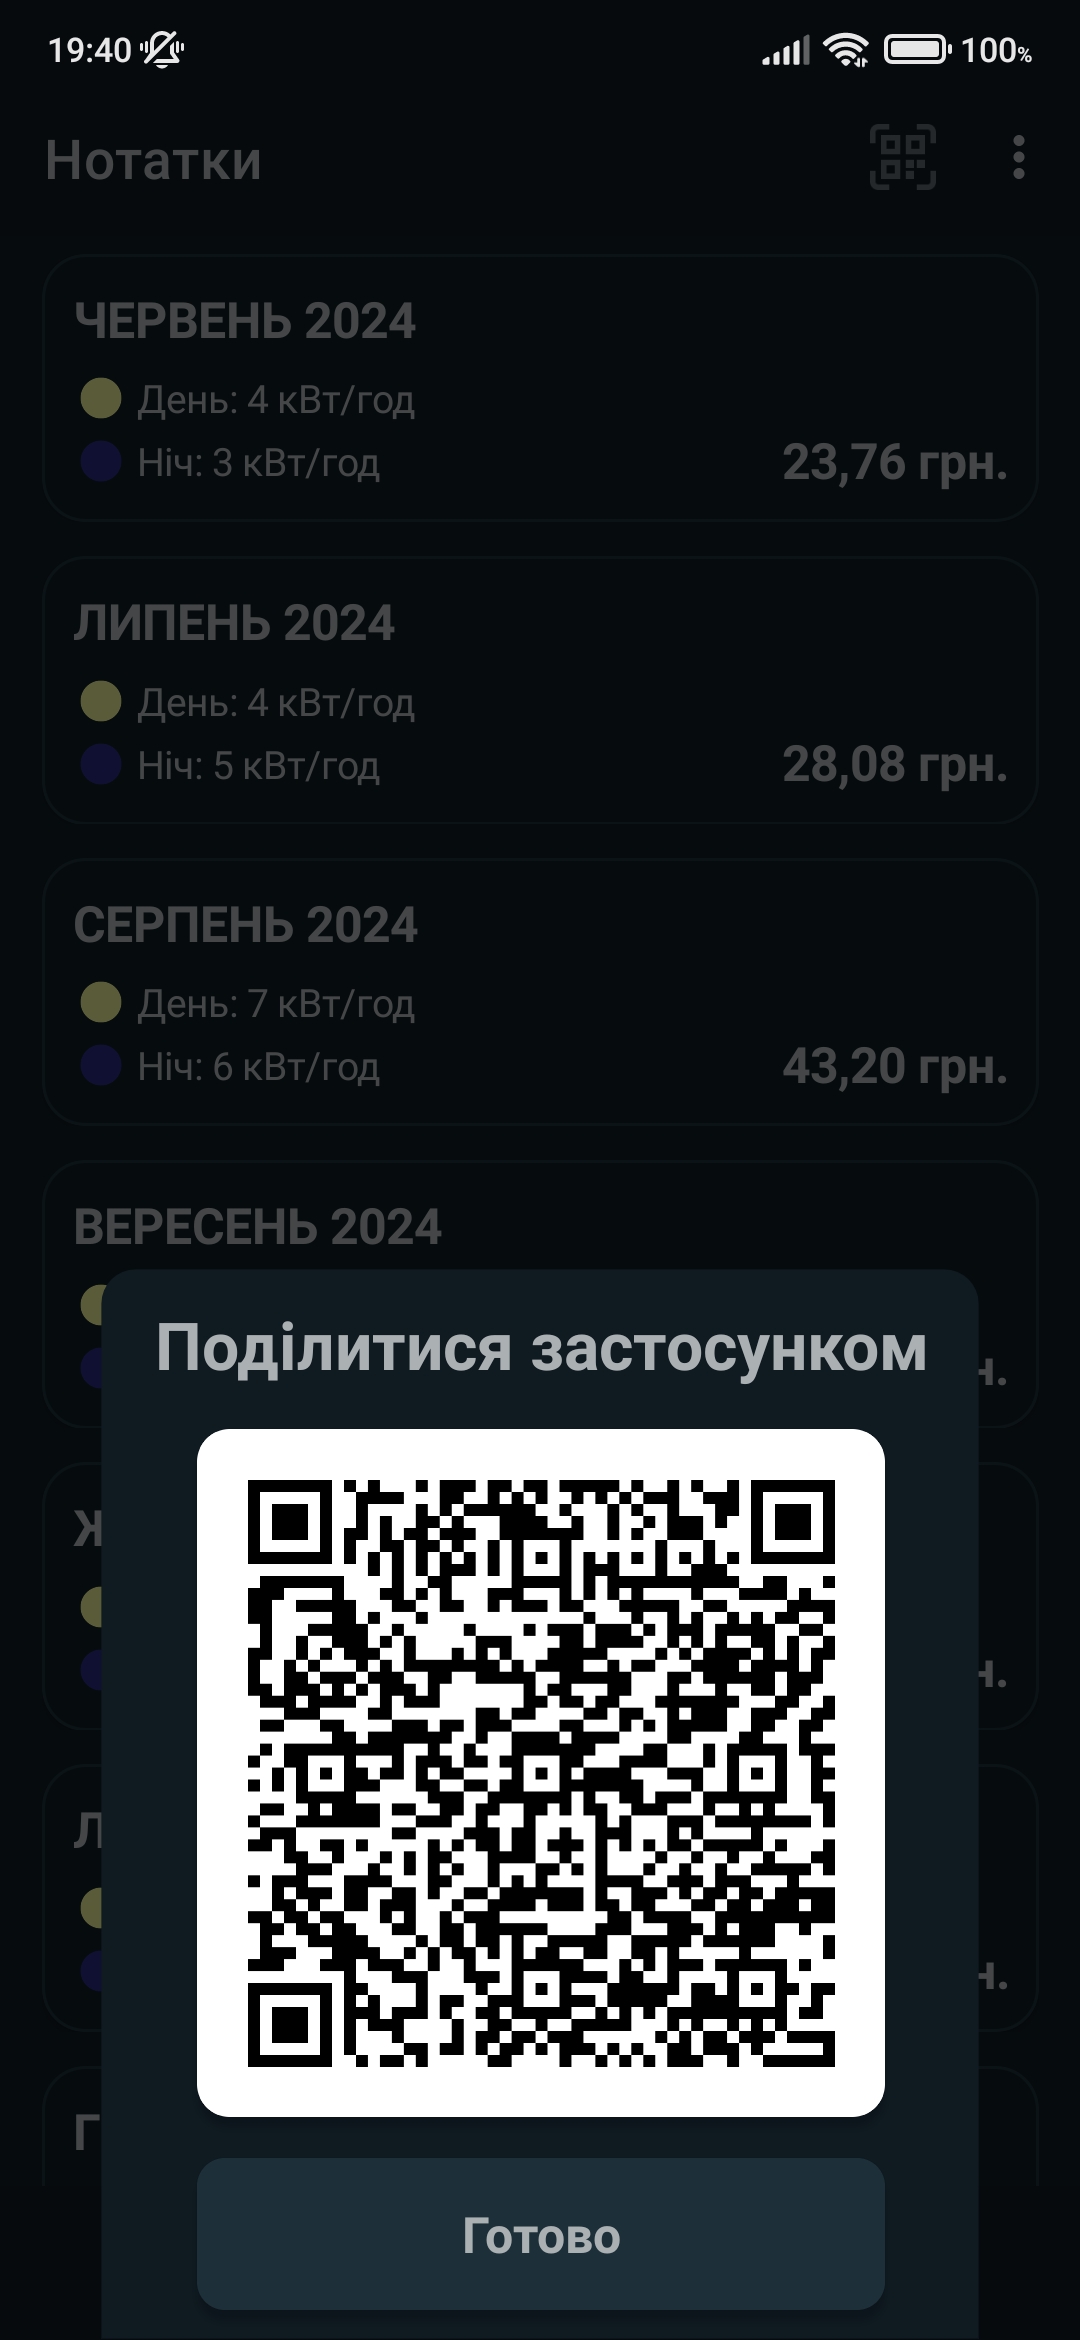 19:40 100%
Нотатки
ЧЕРВЕНЬ 2024
День: 4 кВт/год
Ніч: 3 кВт/год
23,76 грн.
ЛИПЕНЬ 2024
День: 4 кВт/год
Ніч: 5 кВт/год
28,08 грн.
СЕРПЕНЬ 2024
День: 7 кВт/год
Ніч: 6 кВт/год
43,20 грн.
ВЕРЕСЕНЬ 2024
Поділитися застосунком
Готово